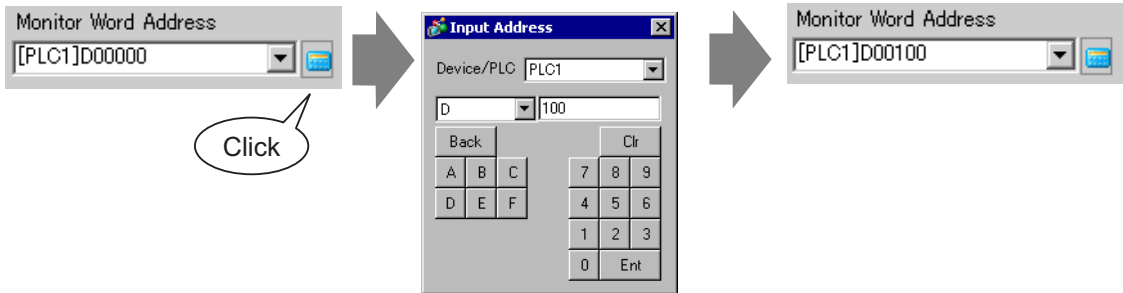 Monitor Word Address
[PLC1]D00000
Click
Input Address
Device/PLC PLC1
D 100
Back Clr
A B C 7 8 9
D E F 4 5 6
1 2 3
0 Ent
Monitor Word Address
[PLC1]D00100